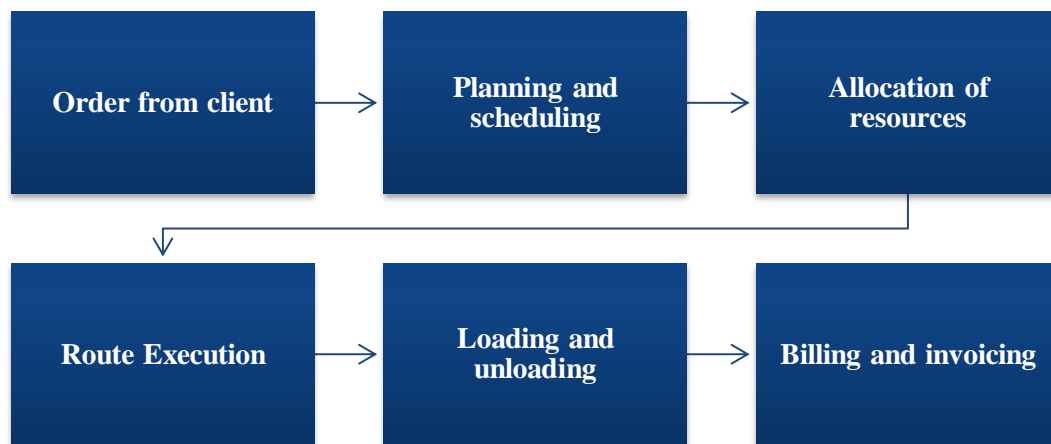 Order from client
Planning and
scheduling
Allocation of
resources
Route Execution
Loading and
unloading
Billing and invoicing